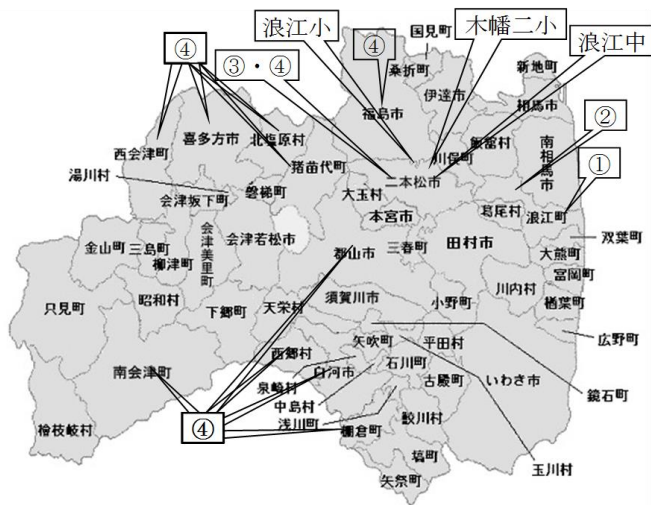 国見町
浪江小
木幡二小
浪江中
④
④
③・④
桑折町
新地町
伊達市
相馬市
福島市
喜多方市
北塩原村
飯舘村
南相馬市
②
西会津町
川俣町
猪苗代町
①
湯川村
磐梯町
二本松市
大玉村
会津坂下町
葛尾村
浪江町
本宮市
双葉町
会津若松市
田村市
金山町
三島町
会津美里町
郡山市
三春町
大熊町
柳津町
富岡町
川内村
昭和村
須賀川市
楢葉町
只見町
下郷町
天栄村
小野町
広野町
矢吹町
平田村
西郷村
石川町
南会津町
白河市
古殿町
いわき市
泉崎村
鏡石町
中島村
檜枝岐村
④
浅川町
鮫川村
棚倉町
塙町
玉川村
矢祭町